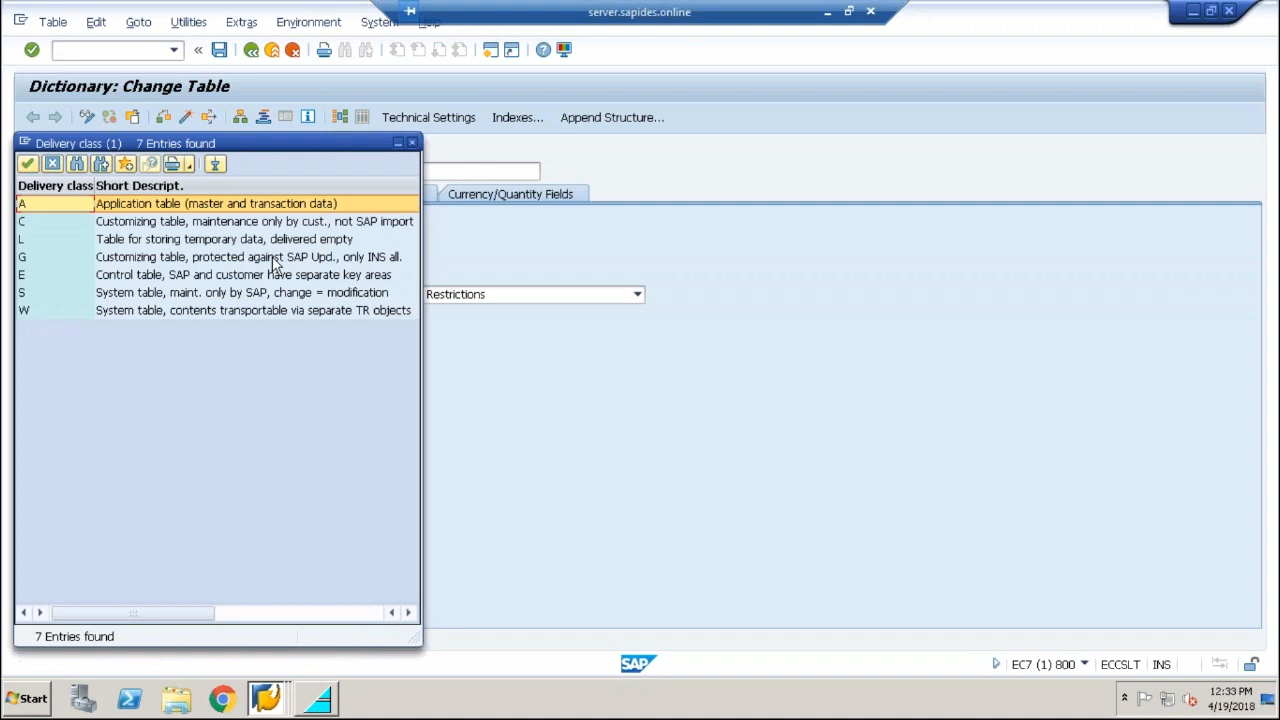 server.sapides.online
Table Edit Goto Utilities Extras Environment System Help
Dictionary: Change Table
Technical Settings Indexes... Append Structure...
Delivery class (1) 7 Entries found
Delivery class Short Descript.
Currency/Quantity Fields
A Application table (master and transaction data)
C Customizing table, maintenance only by cust., not SAP import
L Table for storing temporary data, delivered empty
G Customizing table, protected against SAP Upd., only INS all.
E Control table, SAP and customer have separate key areas
S System table, maint. only by SAP, change = modification
Restrictions
W System table, contents transportable via separate TR objects
7 Entries found
SAP
EC7 (1) 800 ECCSLT INS
Start
12:33 PM
4/19/2018